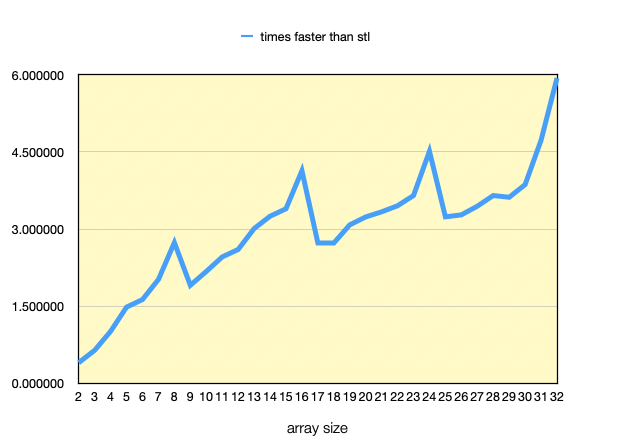 times faster than stl
6.000000
4.500000
3.000000
1.500000
0.000000
2 3 4 5 6 7 8 9 10 11 12 13 14 15 16 17 18 19 20 21 22 23 24 25 26 27 28 29 30 31 32
array size